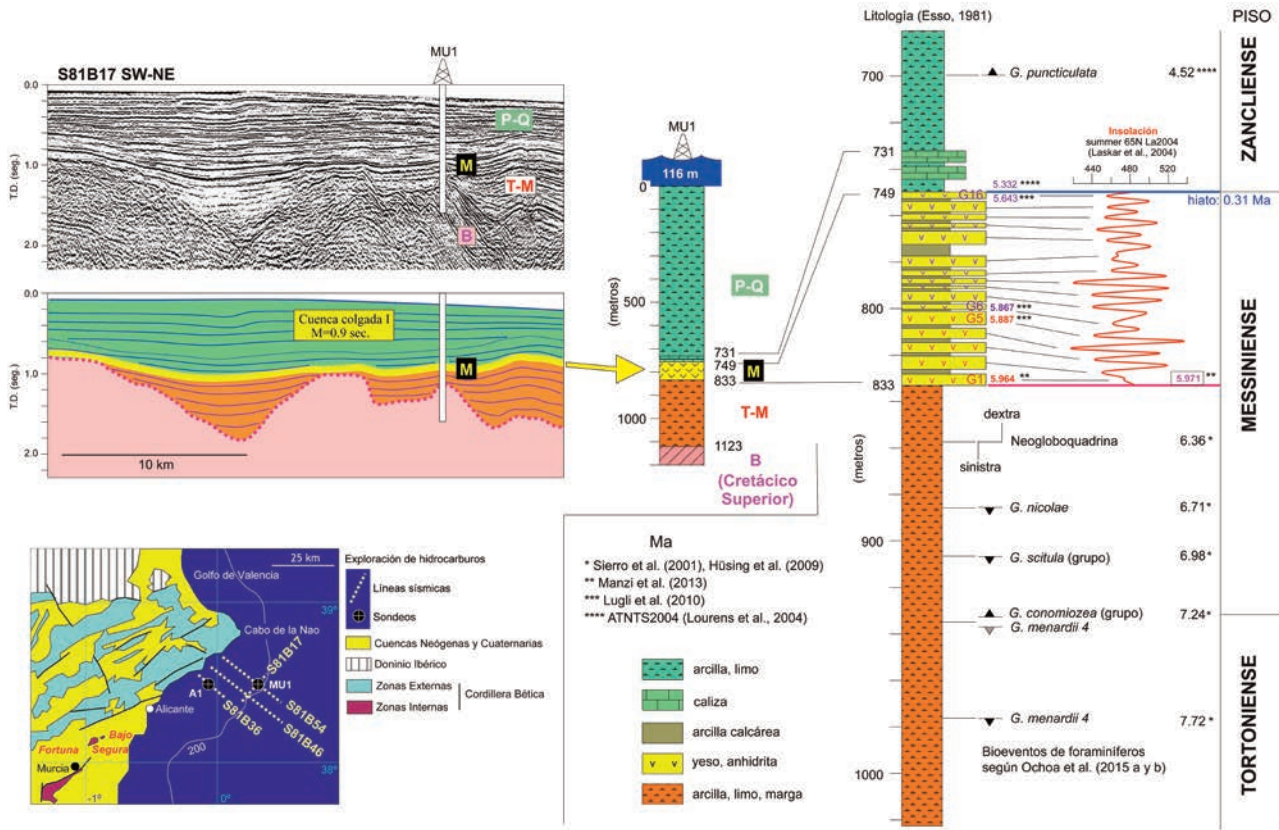 S81B17 SW-NE
MU1
0.0
1.0
2.0
T.D. (seg.)
P-Q
M
T-M
B
0.0
1.0
2.0
T.D. (seg.)
Cuenca colgada I
M=0.9 sec.
M
10 km
MU1
116 m
0
500
1000
(metros)
P-Q
731
749
833
M
T-M
1123
B
(Cretácico
Superior)
731
749
Litología (Esso, 1981)
PISO
700
800
833
900
1000
(metros)
G. puncticulata
4.52 ****
Insolación
summer 65N La2004
(Laskar et al., 2004)
440 480 520
5.332 ****
G16 5.643 ***
hiato: 0.31 Ma
G6 5.867 ***
G5 5.887 ***
G1 5.964 **
5.971 **
dextra
Neogloboquadrina
6.36 *
sinistra
G. nicolae
6.71 *
G. scitula (grupo)
6.98 *
G. conomiozea (grupo)
7.24 *
G. menardii 4
G. menardii 4
7.72 *
Bioeventos de foraminíferos
según Ochoa et al. (2015 a y b)
ZANCLIENSE
MESSINIENSE
TORTONIENSE
Ma
* Sierro et al. (2001), Hüsing et al. (2009)
** Manzi et al. (2013)
*** Lugli et al. (2010)
**** ATNTS2004 (Lourens et al., 2004)
arcilla, limo
caliza
arcilla calcárea
yeso, anhidrita
arcilla, limo, marga
25 km
Golfo de Valencia
39º
Cabo de la Nao
S81B17
A1
MU1
S81B54
S81B36
S81B46
Alicante
200
Fortuna
Bajo
Segura
Murcia
38º
-1º
0º
Exploración de hidrocarburos
Líneas sísmicas
Sondeos
Cuencas Neógenas y Cuaternarias
Dominio Ibérico
Zonas Externas
Zonas Internas
Cordillera Bética